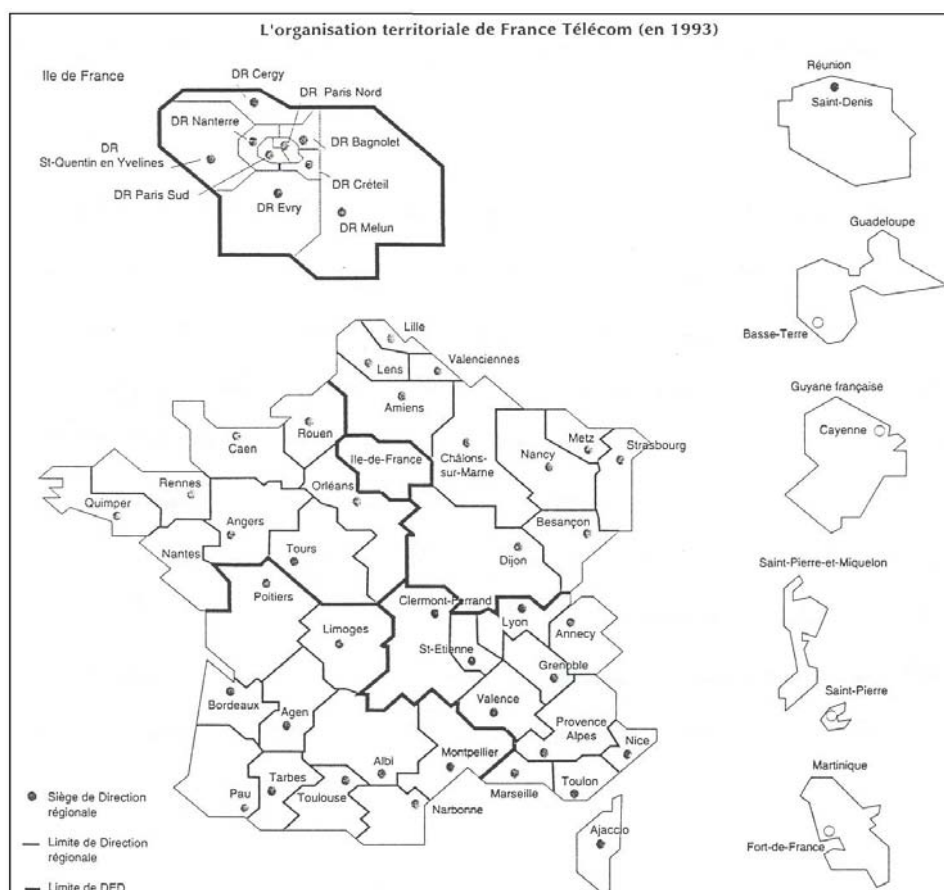 L'organisation territoriale de France Télécom (en 1993)
Ile de France
DR Cergy
DR Paris Nord
DR Nanterre
DR Bagnolet
DR
St-Quentin en Yvelines
DR Créteil
DR Paris Sud
DR Evry
DR Melun
Réunion
Saint-Denis
Guadeloupe
Basse-Terre
Guyane française
Cayenne
Saint-Pierre-et-Miquelon
Saint-Pierre
Martinique
Fort-de-France
Lille
Lens
Valenciennes
Amiens
Rouen
Caen
Ile-de-France
Châlons-
sur-Marne
Metz
Nancy
Strasbourg
Rennes
Quimper
Orléans
Angers
Nantes
Tours
Besançon
Dijon
Poitiers
Clermont-Ferrand
Lyon
Annecy
Limoges
St-Etienne
Grenoble
Bordeaux
Agen
Valence
Provence
Alpes
Nice
Albi
Montpellier
Pau
Tarbes
Toulouse
Narbonne
Marseille
Toulon
Ajaccio
Siège de Direction
régionale
Limite de Direction
régionale
Limite de DED